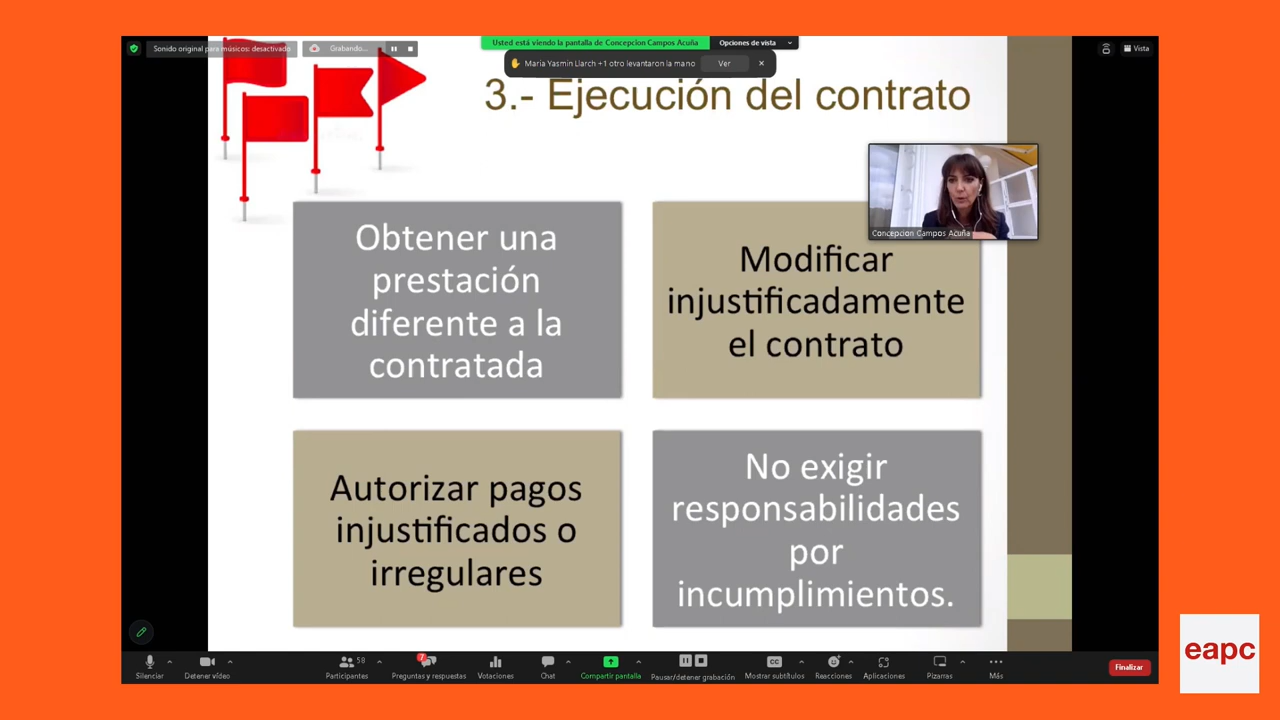 Sonido original para músicos: desactivado
Grabando...
Usted está viendo la pantalla de Concepcion Campos Acuña
Opciones de vista
Vista
Maria Yasmin Llarch +1 otro levantaron la mano
Ver
3.- Ejecución del contrato
Concepcion Campos Acuña
Obtener una
prestación
diferente a la
contratada
Modificar
injustificadamente
el contrato
Autorizar pagos
injustificados o
irregulares
No exigir
responsabilidades
por
incumplimientos.
Silenciar
Detener vídeo
58
Participantes
7
Preguntas y respuestas
Votaciones
Chat
Compartir pantalla
Pausar/detener grabación
CC
Mostrar subtítulos
Reacciones
Aplicaciones
Pizarras
Más
Finalizar
eapc